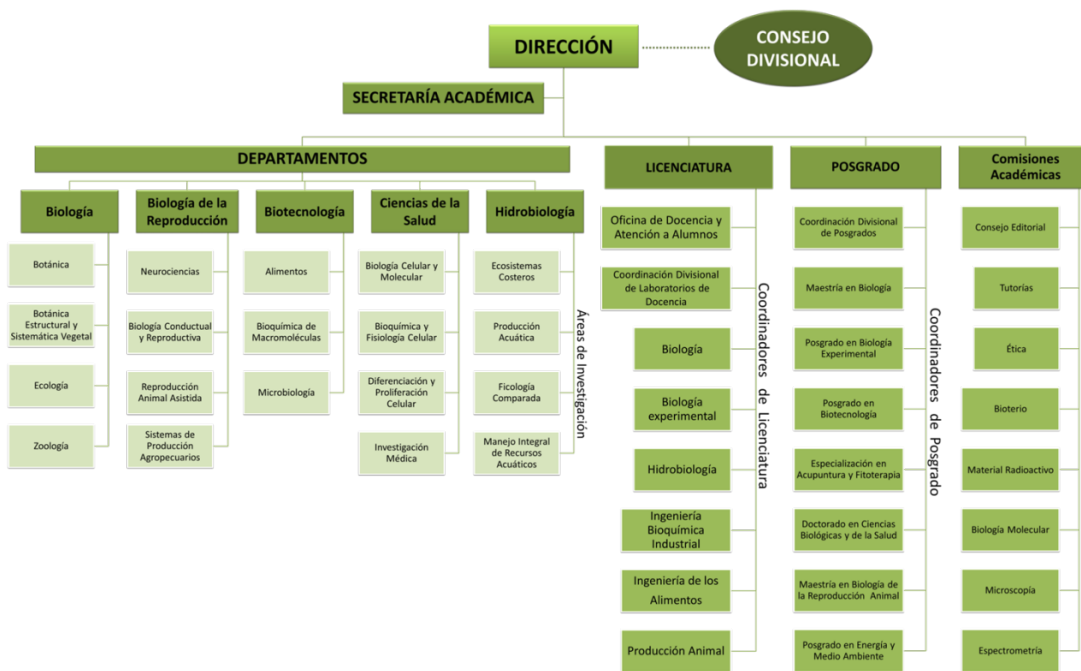 DIRECCIÓN
CONSEJO
DIVISIONAL
SECRETARÍA ACADÉMICA
DEPARTAMENTOS
Biología
Botánica
Botánica
Estructural y
Sistemática Vegetal
Ecología
Zoología
Biología de la
Reproducción
Neurociencias
Biología Conductual
y Reproductiva
Reproducción
Animal Asistida
Sistemas de
Producción
Agropecuarios
Biotecnología
Alimentos
Bioquímica de
Macromoléculas
Microbiología
Ciencias de la
Salud
Biología Celular y
Molecular
Bioquímica y
Fisiología Celular
Diferenciación y
Proliferación Celular
Investigación
Médica
Hidrobiología
Ecosistemas
Costeros
Producción
Acuática
Ficología
Comparada
Manejo Integral
de Recursos
Acuáticos
Áreas de Investigación
LICENCIATURA
Oficina de Docencia y
Atención a Alumnos
Coordinación Divisional
de Laboratorios de
Docencia
Biología
Biología
experimental
Hidrobiología
Ingeniería
Bioquímica
Industrial
Ingeniería de los
Alimentos
Producción Animal
Coordinadores de Licenciatura
POSGRADO
Coordinación Divisional
de Posgrados
Maestría en Biología
Posgrado en Biología
Experimental
Posgrado en
Biotecnología
Especialización en
Acupuntura y Fitoterapia
Doctorado en Ciencias
Biológicas y de la Salud
Maestría en Biología de
la Reproducción Animal
Posgrado en Energía y
Medio Ambiente
Coordinadores de Posgrado
Comisiones
Académicas
Consejo Editorial
Tutorías
Ética
Bioterio
Material Radioactivo
Biología Molecular
Microscopía
Espectrometría